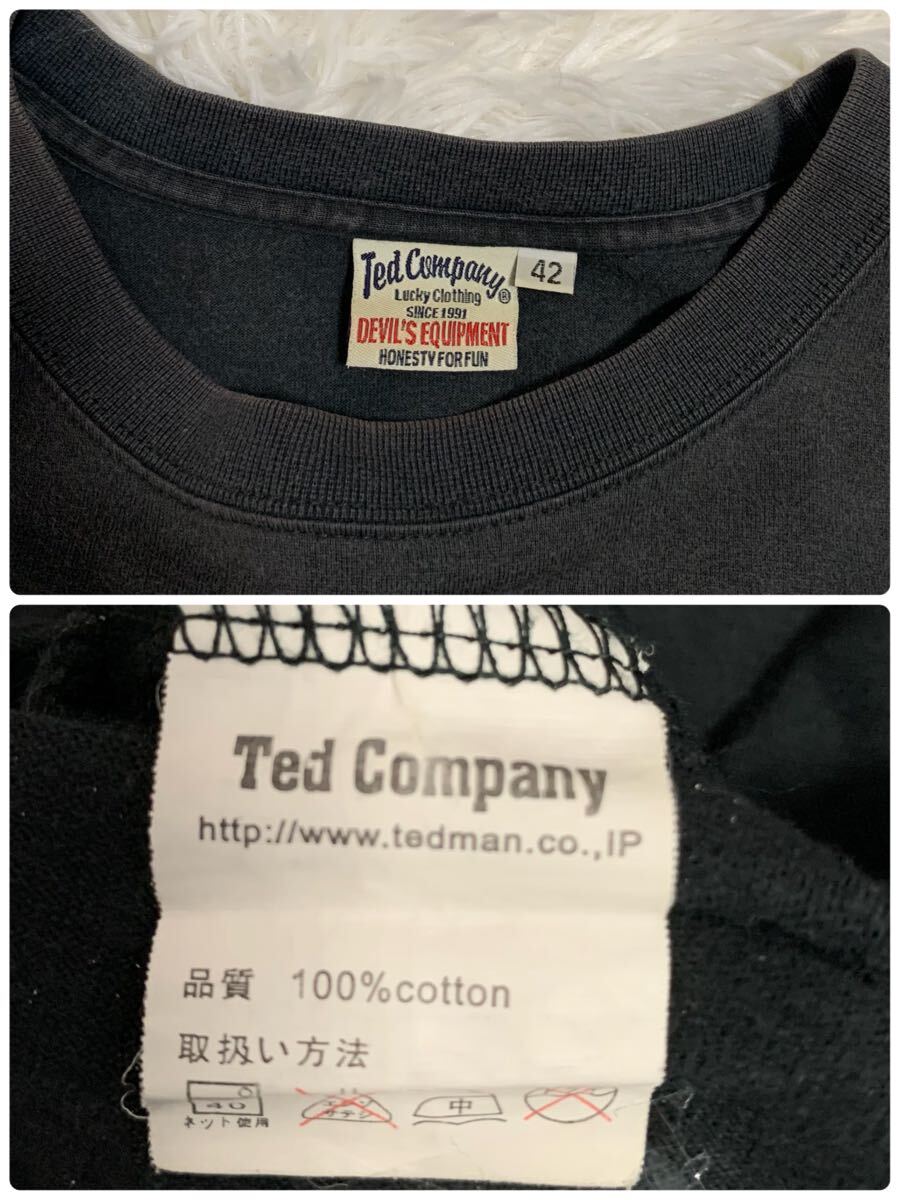 Ted Company®
42
Lucky Clothing
SINCE 1991
DEVIL'S EQUIPMENT
HONESTY FOR FUN
Ted Company
http://www.tedman.co.,IP
品質 100%cotton
取扱い方法
40
中
ネット使用